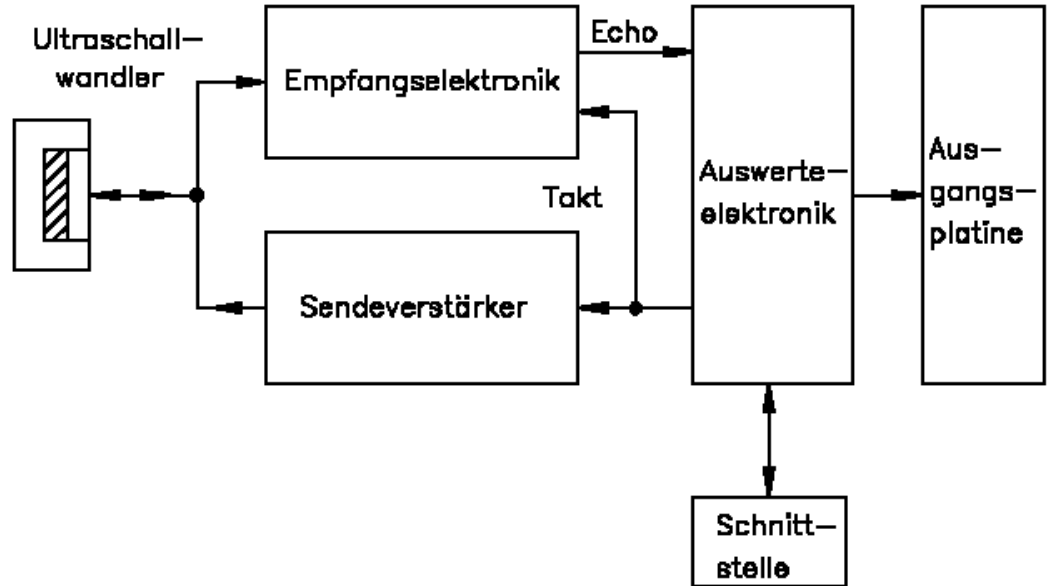 Ultraschall-
wandler
Empfangselektronik
Echo
Takt
Sendeverstärker
Auswerte-
elektronik
Aus-
gangs-
platine
Schnitt-
stelle